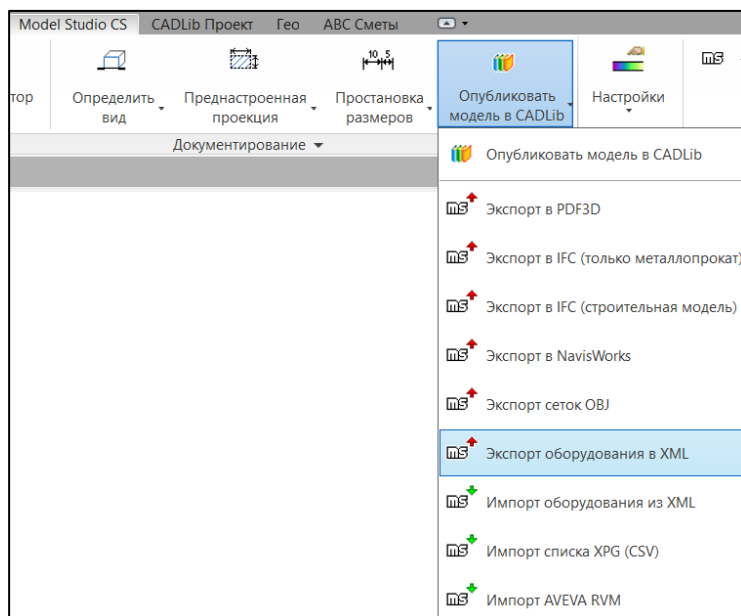 Model Studio CS CADLib Проект Гео ABC Сметы
10 5
тор Определить вид Преднастроенная проекция Простановка размеров Опубликовать модель в CADLib Настройки
Документирование
Опубликовать модель в CADLib
Экспорт в PDF3D
Экспорт в IFC (только металлопрокат)
Экспорт в IFC (строительная модель)
Экспорт в NavisWorks
Экспорт сеток OBJ
Экспорт оборудования в XML
Импорт оборудования из XML
Импорт списка XPG (CSV)
Импорт AVEVA RVM